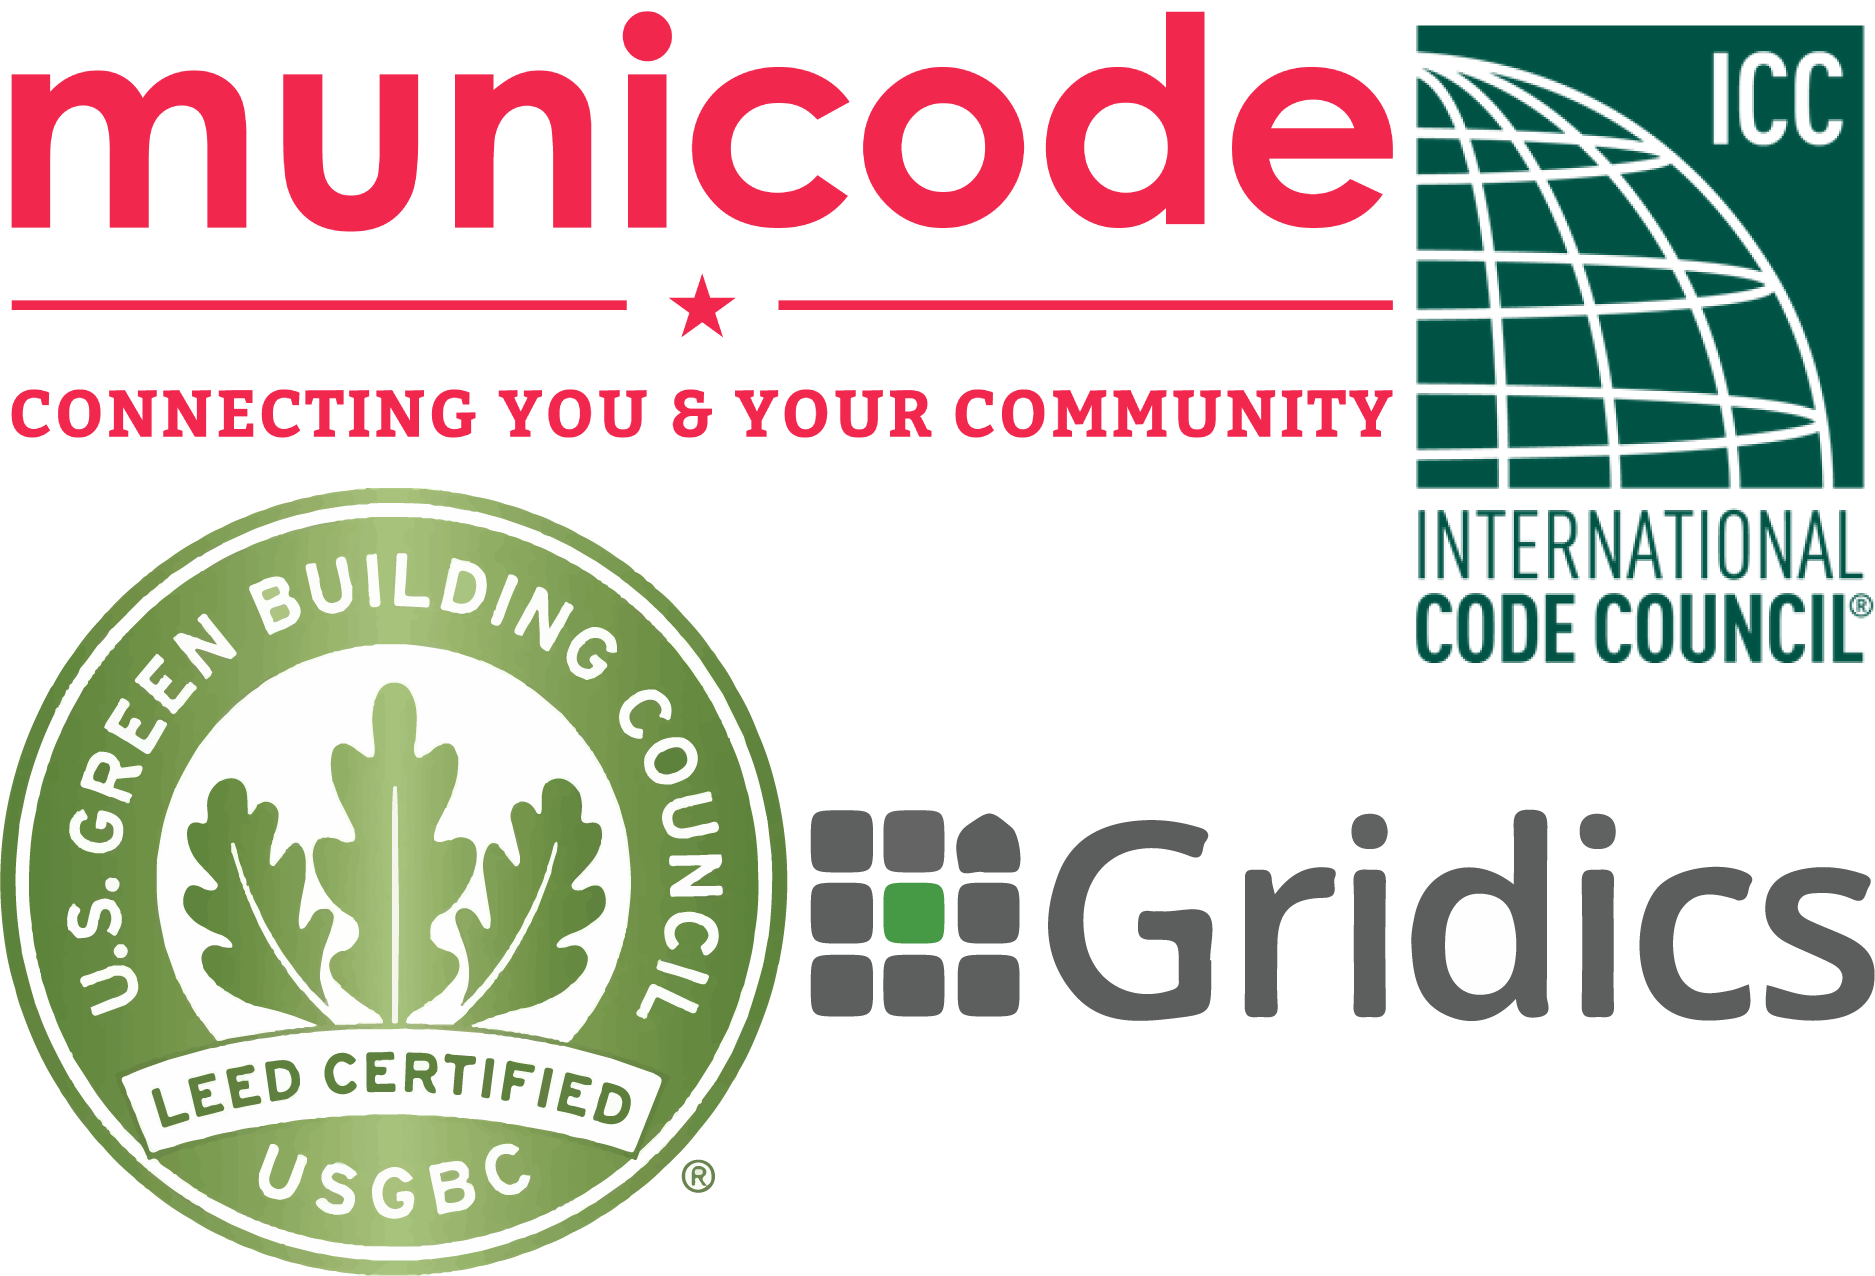 municode
CONNECTING YOU & YOUR COMMUNITY
ICC
INTERNATIONAL
CODE COUNCIL®
U.S. GREEN BUILDING COUNCIL
LEED CERTIFIED
USGBC
®
Gridics